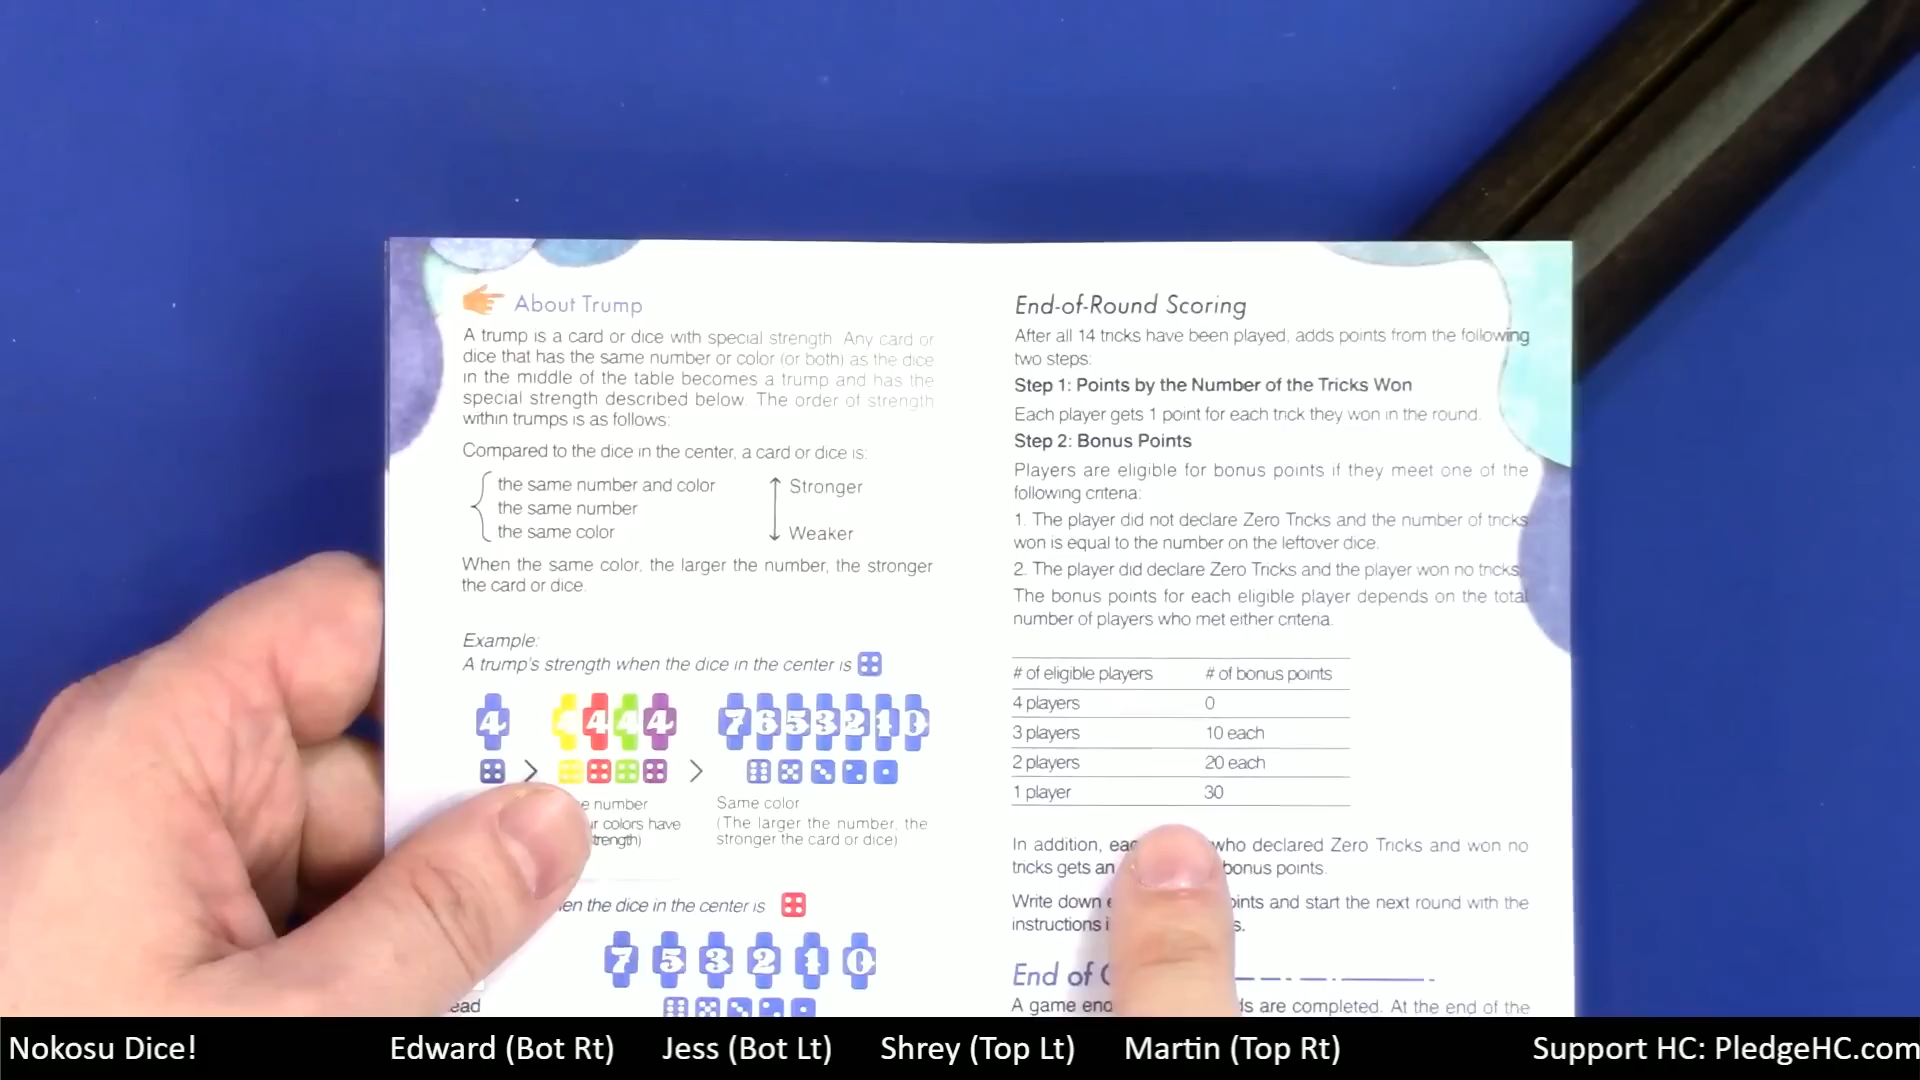 About Trump
A trump is a card or dice with special strength. Any card or
dice that has the same number or color (or both) as the dice
in the middle of the table becomes a trump and has the
special strength described below. The order of strength
within trumps is as follows:
Compared to the dice in the center, a card or dice is:
the same number and color
the same number
the same color
Stronger
Weaker
When the same color, the larger the number, the stronger
the card or dice.
Example:
A trump's strength when the dice in the center is
4 4 4 4 4 7 6 5 3 2 1 0
> >
number
colors have
Same color
(The larger the number, the
stronger the card or dice)
the dice in the center is
7 5 3 2 1 0
End-of-Round Scoring
After all 14 tricks have been played, adds points from the following
two steps:
Step 1: Points by the Number of the Tricks Won
Each player gets 1 point for each trick they won in the round.
Step 2: Bonus Points
Players are eligible for bonus points if they meet one of the
following criteria:
1. The player did not declare Zero Tricks and the number of tricks
won is equal to the number on the leftover dice.
2. The player did declare Zero Tricks and the player won no tricks.
The bonus points for each eligible player depends on the total
number of players who met either criteria.
# of eligible players # of bonus points
4 players 0
3 players 10 each
2 players 20 each
1 player 30
In addition, who declared Zero Tricks and won no
tricks gets an bonus points.
Write down and start the next round with the
instructions
End of
A game are completed. At the end of the
Nokosu Dice! Edward (Bot Rt) Jess (Bot Lt) Shrey (Top Lt) Martin (Top Rt) Support HC: PledgeHC.com